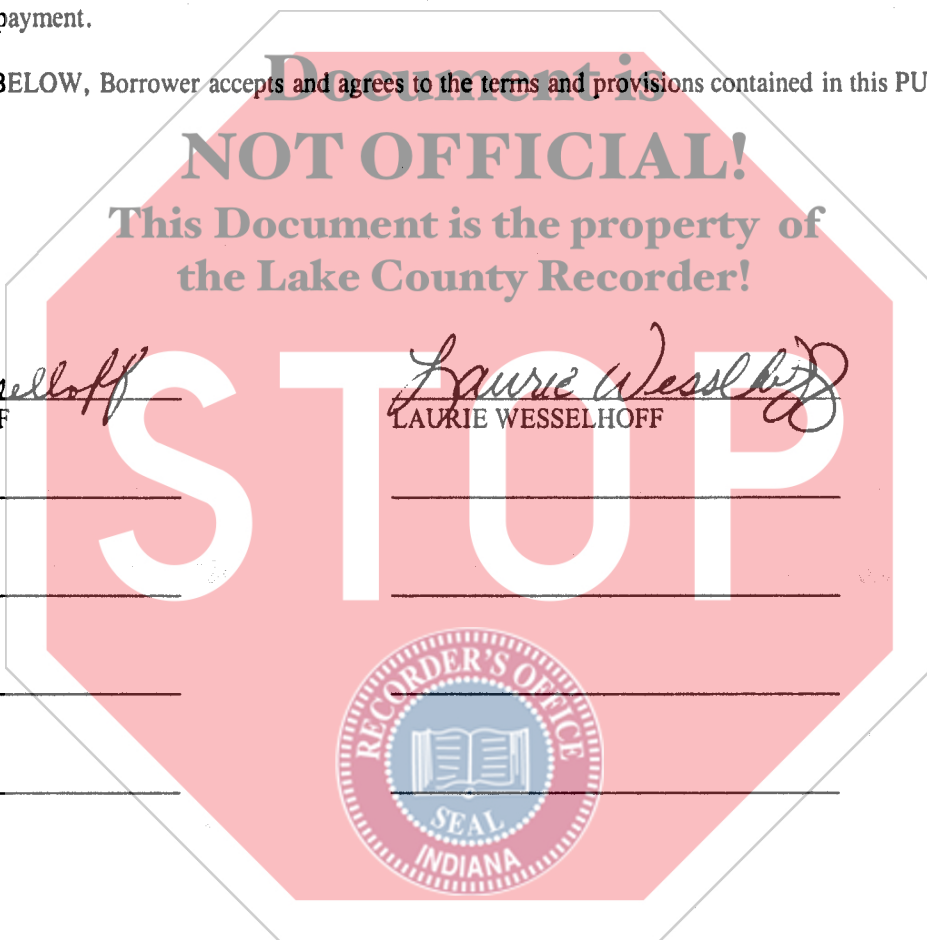 payment.
BELOW, Borrower accepts and agrees to the terms and provisions contained in this PU
Document is
NOT OFFICIAL!
This Document is the property of
the Lake County Recorder!
STOP
elloff
Laurie Wesselhoff
F
LAURIE WESSELHOFF
RECORDER'S OFFICE
SEAL
INDIANA